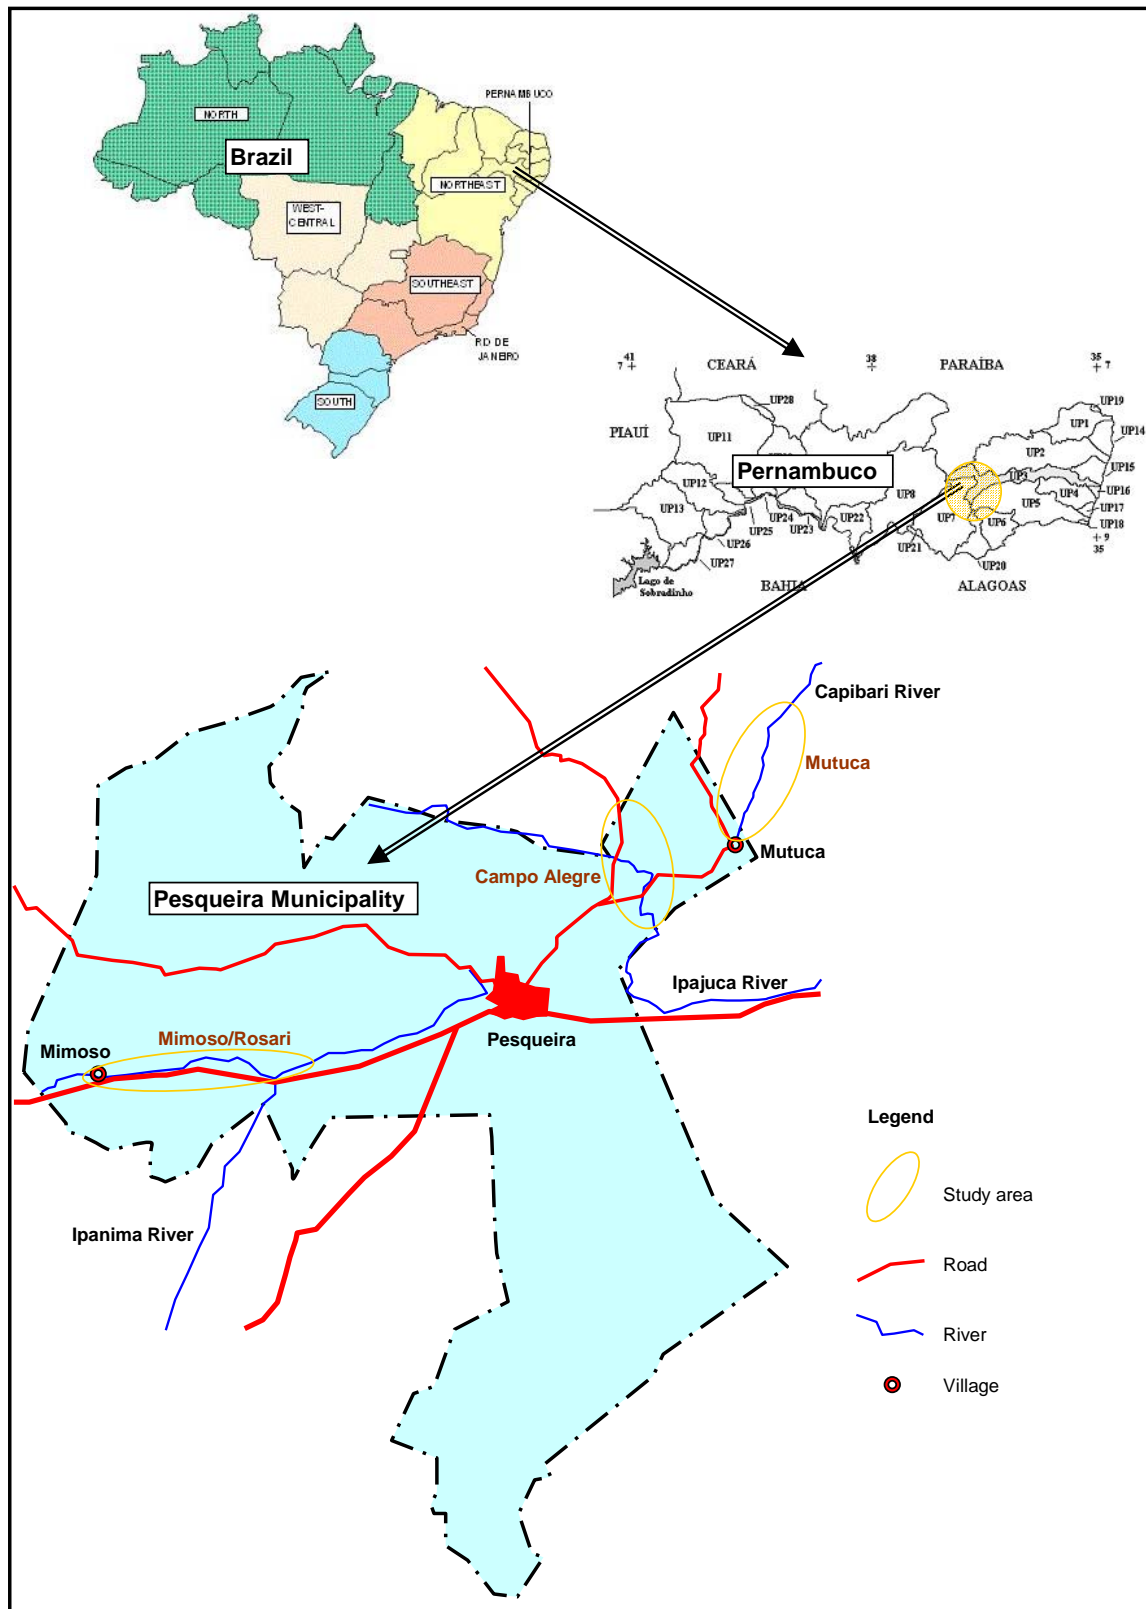 PERNAMBUCO
NORTH
Brazil
NORTHEAST
WEST-
CENTRAL
SOUTHEAST
RIO DE
JANEIRO
SOUTH
41
7
CEARÁ
38
PARAÍBA
35
7
UP28
UP19
PIAUÍ
UP11
UP1
UP14
UP2
Pernambuco
UP15
UP3
UP12
UP8
UP4
UP16
UP5
UP13
UP24
UP22
UP7
UP6
UP17
UP25
UP23
UP18
UP26
UP21
9
35
UP27
UP20
Lago de
Sobradinho
BAHIA
ALAGOAS
Capibari River
Mutuca
Mutuca
Campo Alegre
Pesqueira Municipality
Ipajuca River
Mimoso/Rosari
Pesqueira
Mimoso
Legend
Study area
Ipanima River
Road
River
Village